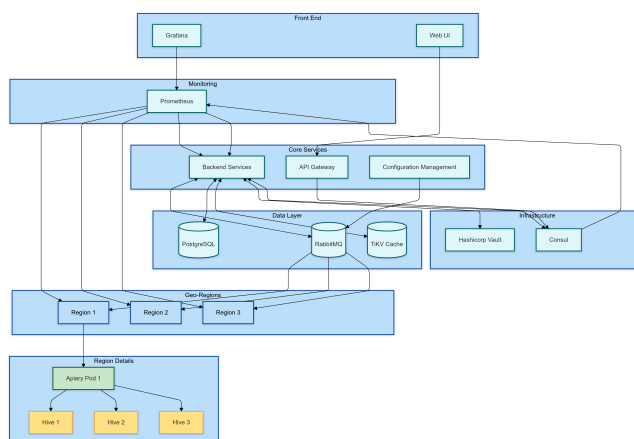 Front End
Grafana
Web UI
Monitoring
Prometheus
Core Services
Backend Services
API Gateway
Configuration Management
Data Layer
Infrastructure
PostgreSQL
RabbitMQ
TiKV Cache
Hashicorp Vault
Consul
Geo-Regions
Region 1
Region 2
Region 3
Region Details
Apiary Pod 1
Hive 1
Hive 2
Hive 3